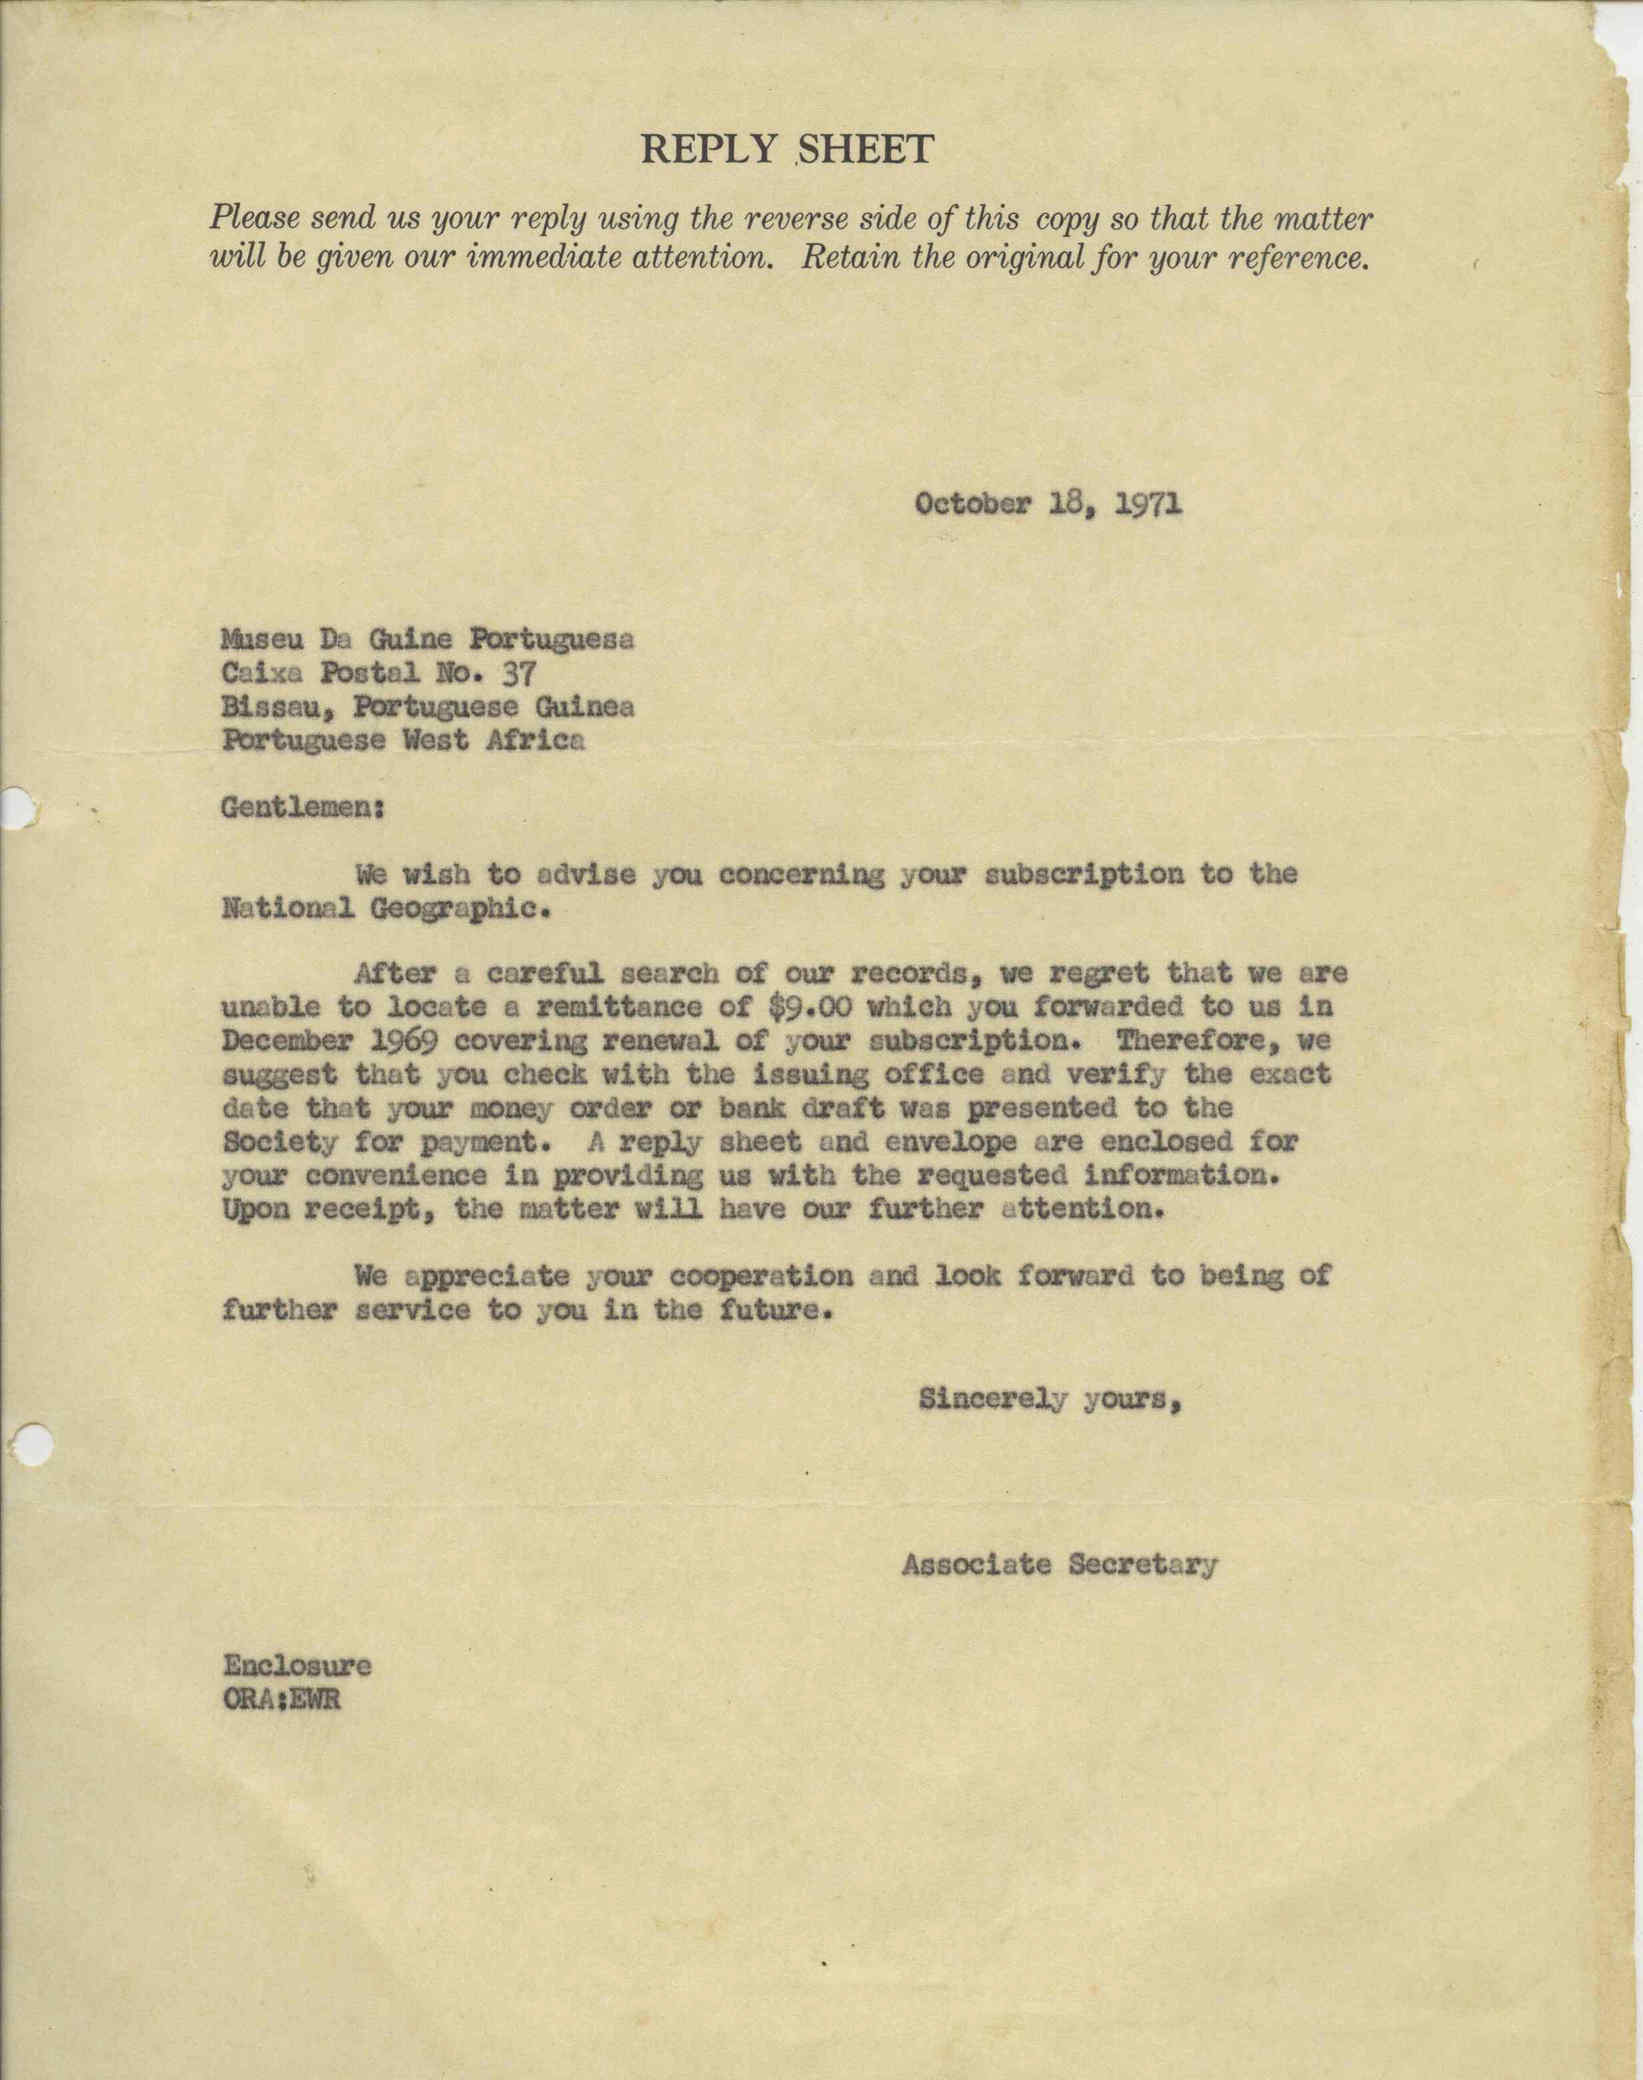 REPLY SHEET
Please send us your reply using the reverse side of this copy so that the matter
will be given our immediate attention. Retain the original for your reference.
October 18, 1971
Museu Da Guine Portuguesa
Caixa Postal No. 37
Bissau, Portuguese Guinea
Portuguese West Africa
Gentlemen:
We wish to advise you concerning your subscription to the
National Geographic.
After a careful search of our records, we regret that we are
unable to locate a remittance of $9.00 which you forwarded to us in
December 1969 covering renewal of your subscription. Therefore, we
suggest that you check with the issuing office and verify the exact
date that your money order or bank draft was presented to the
Society for payment. A reply sheet and envelope are enclosed for
your convenience in providing us with the requested information.
Upon receipt, the matter will have our further attention.
We appreciate your cooperation and look forward to being of
further service to you in the future.
Sincerely yours,
Associate Secretary
Enclosure
ORA:EWR